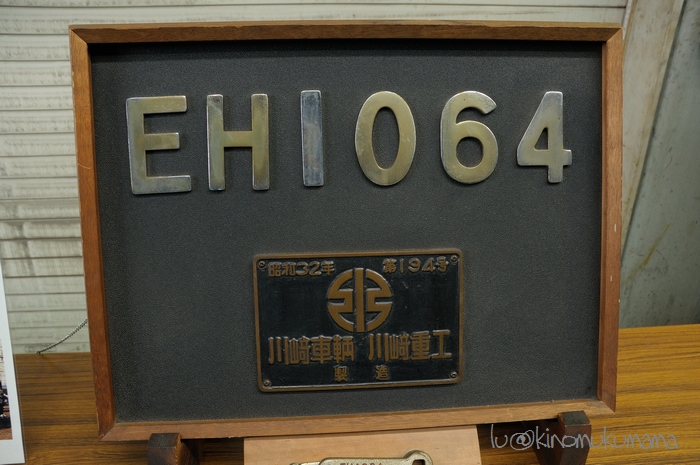 EH1064
昭和32年 第194号
川崎車輌 川崎重工
製造
lu@kinomukumama